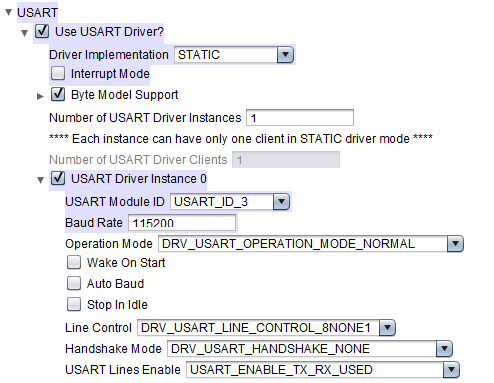 USART
Use USART Driver?
Driver Implementation STATIC
Interrupt Mode
Byte Model Support
Number of USART Driver Instances 1
**** Each instance can have only one client in STATIC driver mode ****
Number of USART Driver Clients 1
USART Driver Instance 0
USART Module ID USART_ID_3
Baud Rate 115200
Operation Mode DRV_USART_OPERATION_MODE_NORMAL
Wake On Start
Auto Baud
Stop In Idle
Line Control DRV_USART_LINE_CONTROL_8NONE1
Handshake Mode DRV_USART_HANDSHAKE_NONE
USART Lines Enable USART_ENABLE_TX_RX_USED